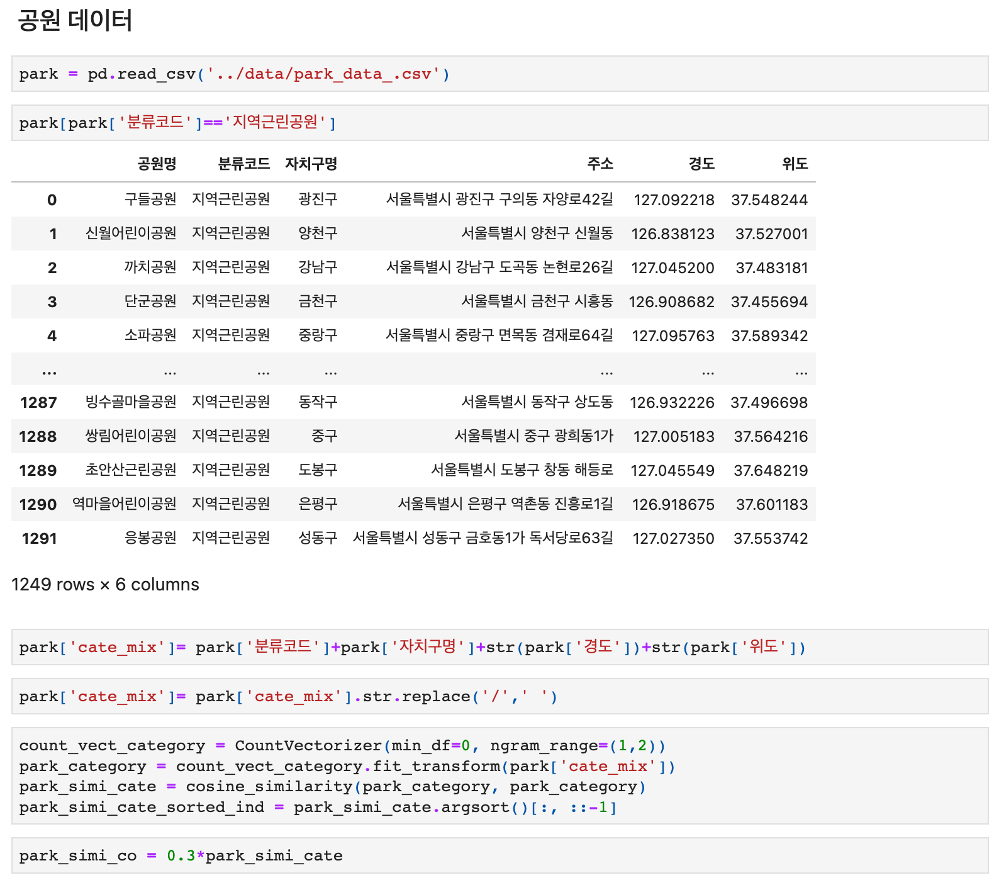 공원 데이터
park = pd.read_csv('../data/park_data_.csv')
park[park['분류코드']=='지역근린공원']
공원명 분류코드 자치구명 주소 경도 위도
0 구들공원 지역근린공원 광진구 서울특별시 광진구 구의동 자양로42길 127.092218 37.548244
1 신월어린이공원 지역근린공원 양천구 서울특별시 양천구 신월동 126.838123 37.527001
2 까치공원 지역근린공원 강남구 서울특별시 강남구 도곡동 논현로26길 127.045200 37.483181
3 단군공원 지역근린공원 금천구 서울특별시 금천구 시흥동 126.908682 37.455694
4 소파공원 지역근린공원 중랑구 서울특별시 중랑구 면목동 겸재로64길 127.095763 37.589342
... ... ... ... ... ... ...
1287 빙수골마을공원 지역근린공원 동작구 서울특별시 동작구 상도동 126.932226 37.496698
1288 쌍림어린이공원 지역근린공원 중구 서울특별시 중구 광희동1가 127.005183 37.564216
1289 초안산근린공원 지역근린공원 도봉구 서울특별시 도봉구 창동 해등로 127.045549 37.648219
1290 역마을어린이공원 지역근린공원 은평구 서울특별시 은평구 역촌동 진흥로1길 126.918675 37.601183
1291 응봉공원 지역근린공원 성동구 서울특별시 성동구 금호동1가 독서당로63길 127.027350 37.553742
1249 rows × 6 columns
park['cate_mix']= park['분류코드']+park['자치구명']+str(park['경도'])+str(park['위도'])
park['cate_mix']= park['cate_mix'].str.replace('/',' ')
count_vect_category = CountVectorizer(min_df=0, ngram_range=(1,2))
park_category = count_vect_category.fit_transform(park['cate_mix'])
park_simi_cate = cosine_similarity(park_category, park_category)
park_simi_cate_sorted_ind = park_simi_cate.argsort()[:, ::-1]
park_simi_co = 0.3*park_simi_cate